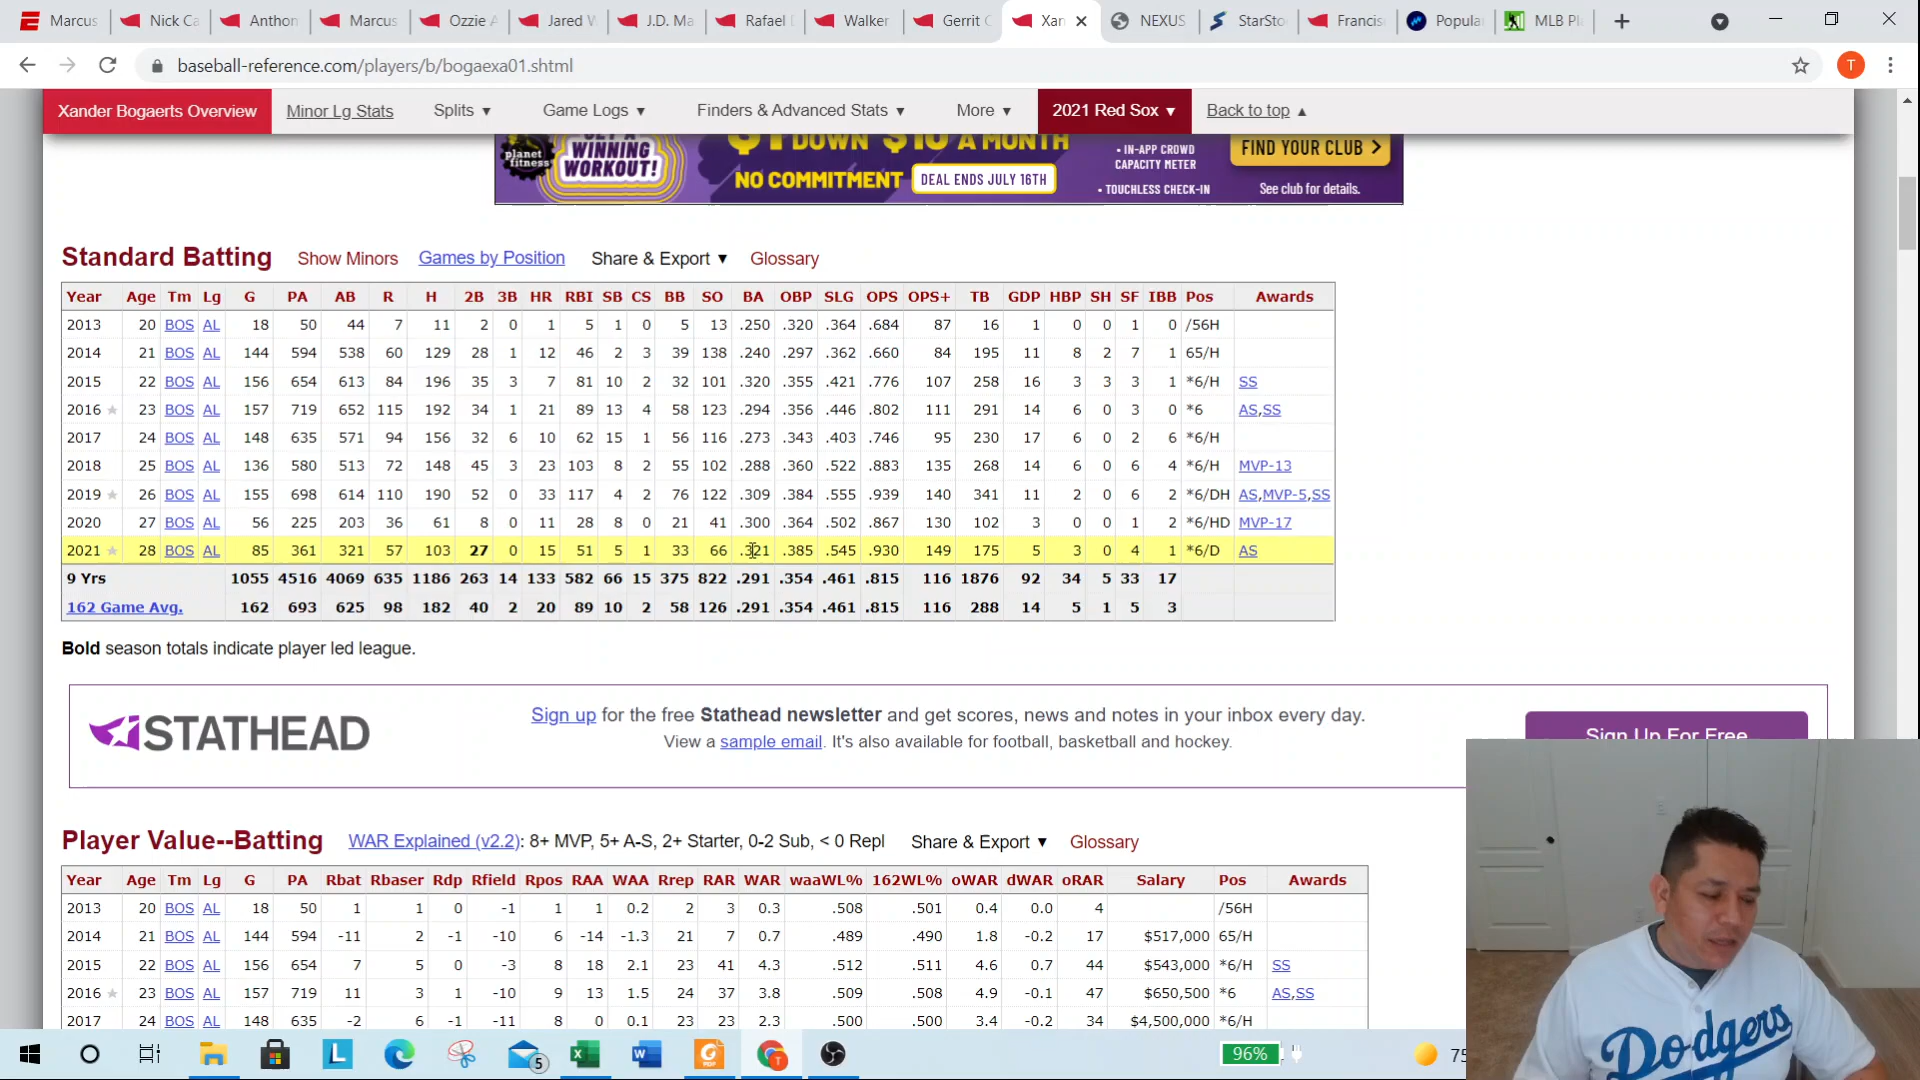 Marcus Nick Ca Anthon Marcus Ozzie A Jared W J.D. Ma Rafael Walker Gerrit C Xan NEXUS StarSto Francis Popula MLB Pl
baseball-reference.com/players/b/bogaexa01.shtml T
Xander Bogaerts Overview Minor Lg Stats Splits ▼ Game Logs ▼ Finders & Advanced Stats ▼ More ▼ 2021 Red Sox ▼ Back to top ▲
$1 DOWN $10 A MONTH
planet fitness WINNING WORKOUT! NO COMMITMENT DEAL ENDS JULY 16TH
• IN-APP CROWD CAPACITY METER
• TOUCHLESS CHECK-IN
FIND YOUR CLUB >
See club for details.
Standard Batting Show Minors Games by Position Share & Export ▼ Glossary
Year Age Tm Lg G PA AB R H 2B 3B HR RBI SB CS BB SO BA OBP SLG OPS OPS+ TB GDP HBP SH SF IBB Pos Awards
2013 20 BOS AL 18 50 44 7 11 2 0 1 5 1 0 5 13 .250 .320 .364 .684 87 16 1 0 0 1 0 /56H
2014 21 BOS AL 144 594 538 60 129 28 1 12 46 2 3 39 138 .240 .297 .362 .660 84 195 11 8 2 7 1 65/H
2015 22 BOS AL 156 654 613 84 196 35 3 7 81 10 2 32 101 .320 .355 .421 .776 107 258 16 3 3 3 1 *6/H SS
2016 ★ 23 BOS AL 157 719 652 115 192 34 1 21 89 13 4 58 123 .294 .356 .446 .802 111 291 14 6 0 3 0 *6 AS,SS
2017 24 BOS AL 148 635 571 94 156 32 6 10 62 15 1 56 116 .273 .343 .403 .746 95 230 17 6 0 2 6 *6/H
2018 25 BOS AL 136 580 513 72 148 45 3 23 103 8 2 55 102 .288 .360 .522 .883 135 268 14 6 0 6 4 *6/H MVP-13
2019 ★ 26 BOS AL 155 698 614 110 190 52 0 33 117 4 2 76 122 .309 .384 .555 .939 140 341 11 2 0 6 2 *6/DH AS,MVP-5,SS
2020 27 BOS AL 56 225 203 36 61 8 0 11 28 8 0 21 41 .300 .364 .502 .867 130 102 3 0 0 1 2 *6/HD MVP-17
2021 ★ 28 BOS AL 85 361 321 57 103 27 0 15 51 5 1 33 66 .321 .385 .545 .930 149 175 5 3 0 4 1 *6/D AS
9 Yrs 1055 4516 4069 635 1186 263 14 133 582 66 15 375 822 .291 .354 .461 .815 116 1876 92 34 5 33 17
162 Game Avg. 162 693 625 98 182 40 2 20 89 10 2 58 126 .291 .354 .461 .815 116 288 14 5 1 5 3
Bold season totals indicate player led league.
STATHEAD
Sign up for the free Stathead newsletter and get scores, news and notes in your inbox every day.
View a sample email. It's also available for football, basketball and hockey.
Sign Up For Free
Player Value--Batting WAR Explained (v2.2): 8+ MVP, 5+ A-S, 2+ Starter, 0-2 Sub, < 0 Repl Share & Export ▼ Glossary
Year Age Tm Lg G PA Rbat Rbaser Rdp Rfield Rpos RAA WAA Rrep RAR WAR waaWL% 162WL% oWAR dWAR oRAR Salary Pos Awards
2013 20 BOS AL 18 50 1 1 0 -1 1 1 0.2 2 3 0.3 .508 .501 0.4 0.0 4 /56H
2014 21 BOS AL 144 594 -11 2 -1 -10 6 -14 -1.3 21 7 0.7 .489 .490 1.8 -0.2 17 $517,000 65/H
2015 22 BOS AL 156 654 7 5 0 -3 8 18 2.1 23 41 4.3 .512 .511 4.6 0.7 44 $543,000 *6/H SS
2016 ★ 23 BOS AL 157 719 11 3 1 -10 9 13 1.5 24 37 3.8 .509 .508 4.9 -0.1 47 $650,500 *6 AS,SS
2017 24 BOS AL 148 635 -2 6 -1 -11 8 0 0.1 23 23 2.3 .500 .500 3.4 -0.2 34 $4,500,000 *6/H
Dodgers
L 5 W T 96% 75